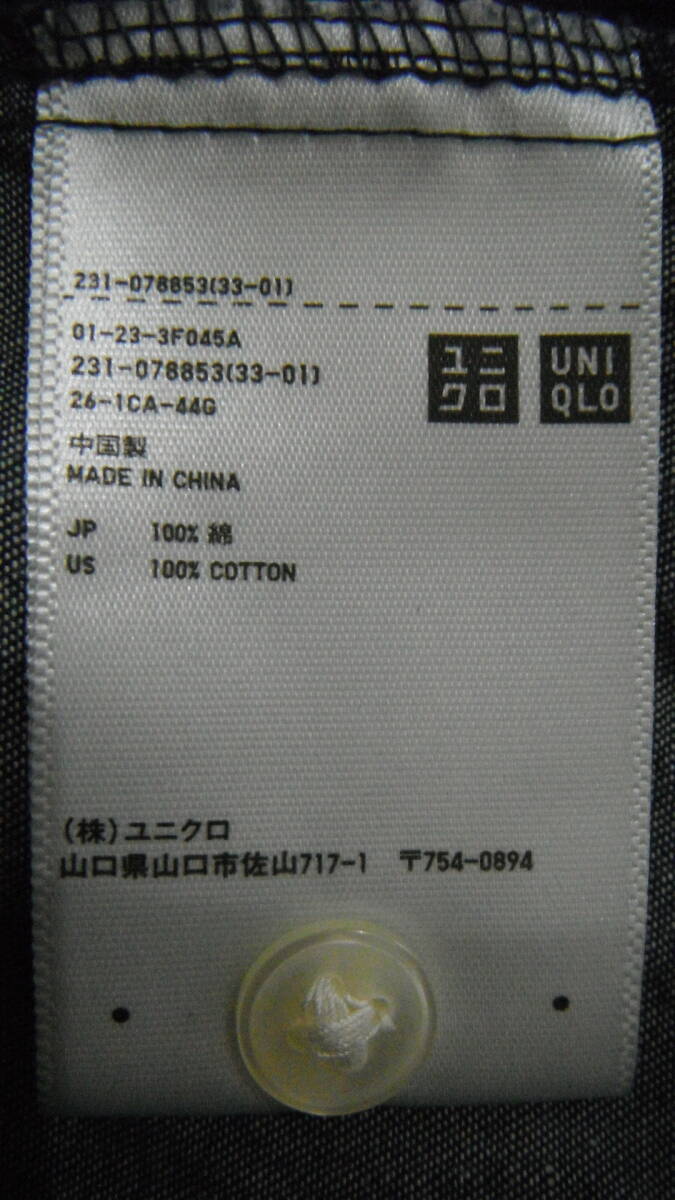 231-078853(33-01)
01-23-3F045A
231-078853(33-01)
26-1CA-44G
ユニ
クロ
UNI
QLO
中国製
MADE IN CHINA
JP 100% 綿
US 100% COTTON
(株)ユニクロ
山口県山口市佐山717-1 〒754-0894